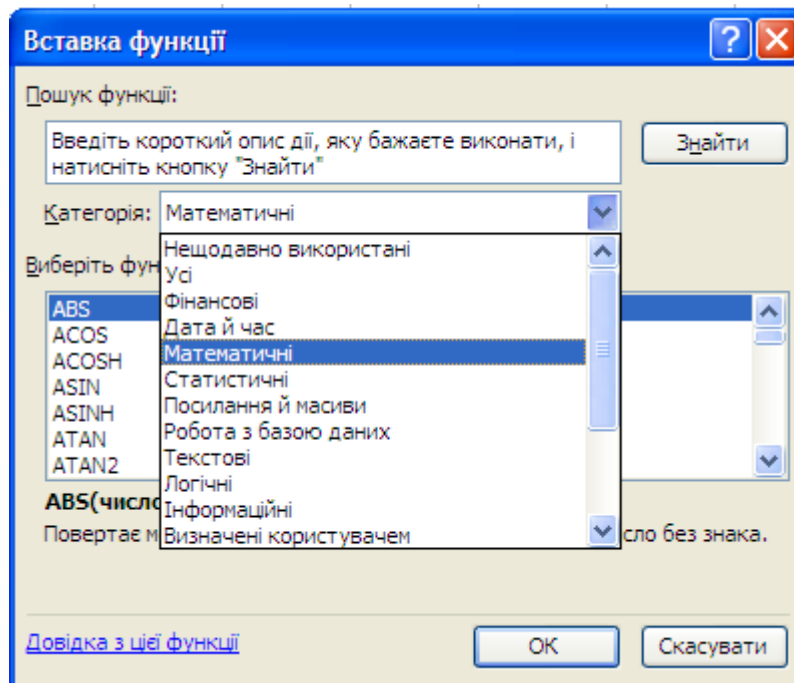 Вставка функції
Пошук функції:
Введіть короткий опис дії, яку бажаєте виконати, і
натисніть кнопку "Знайти"
Знайти
Категорія: Математичні
Виберіть фун
Нещодавно використані
Усі
Фінансові
Дата й час
Математичні
Статистичні
Посилання й масиви
Робота з базою даних
Текстові
Логічні
Інформаційні
Визначені користувачем
ABS
ACOS
ACOSH
ASIN
ASINH
ATAN
ATAN2
ABS(число
Повертає м сло без знака.
Довідка з цієї функції
ОК
Скасувати